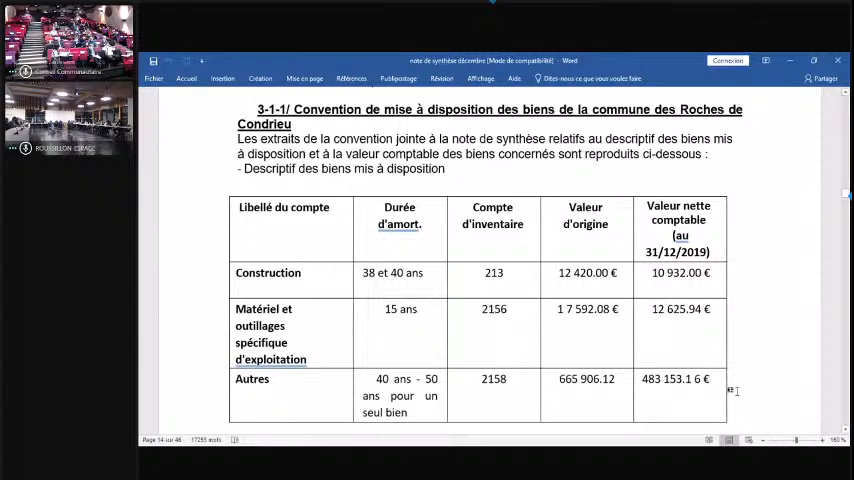 note de synthèse décembre [Mode de compatibilité] - Word
Connexion
Fichier Accueil Insertion Création Mise en page Références Publipostage Révision Affichage Aide Dites-nous ce que vous voulez faire Partager
Conseil Communautaire
ROUSSILLON-ESPACE
3-1-1/ Convention de mise à disposition des biens de la commune des Roches de
Condrieu
Les extraits de la convention jointe à la note de synthèse relatifs au descriptif des biens mis
à disposition et à la valeur comptable des biens concernés sont reproduits ci-dessous :
- Descriptif des biens mis à disposition
Libellé du compte
Durée
d'amort.
Compte
d'inventaire
Valeur
d'origine
Valeur nette
comptable
(au
31/12/2019)
Construction
38 et 40 ans
213
12 420.00 €
10 932.00 €
Matériel et
outillages
spécifique
d'exploitation
15 ans
2156
1 7 592.08 €
12 625.94 €
Autres
40 ans - 50
ans pour un
seul bien
2158
665 906.12
483 153.1 6 €
Page 14 sur 46 17253 mots
160 %